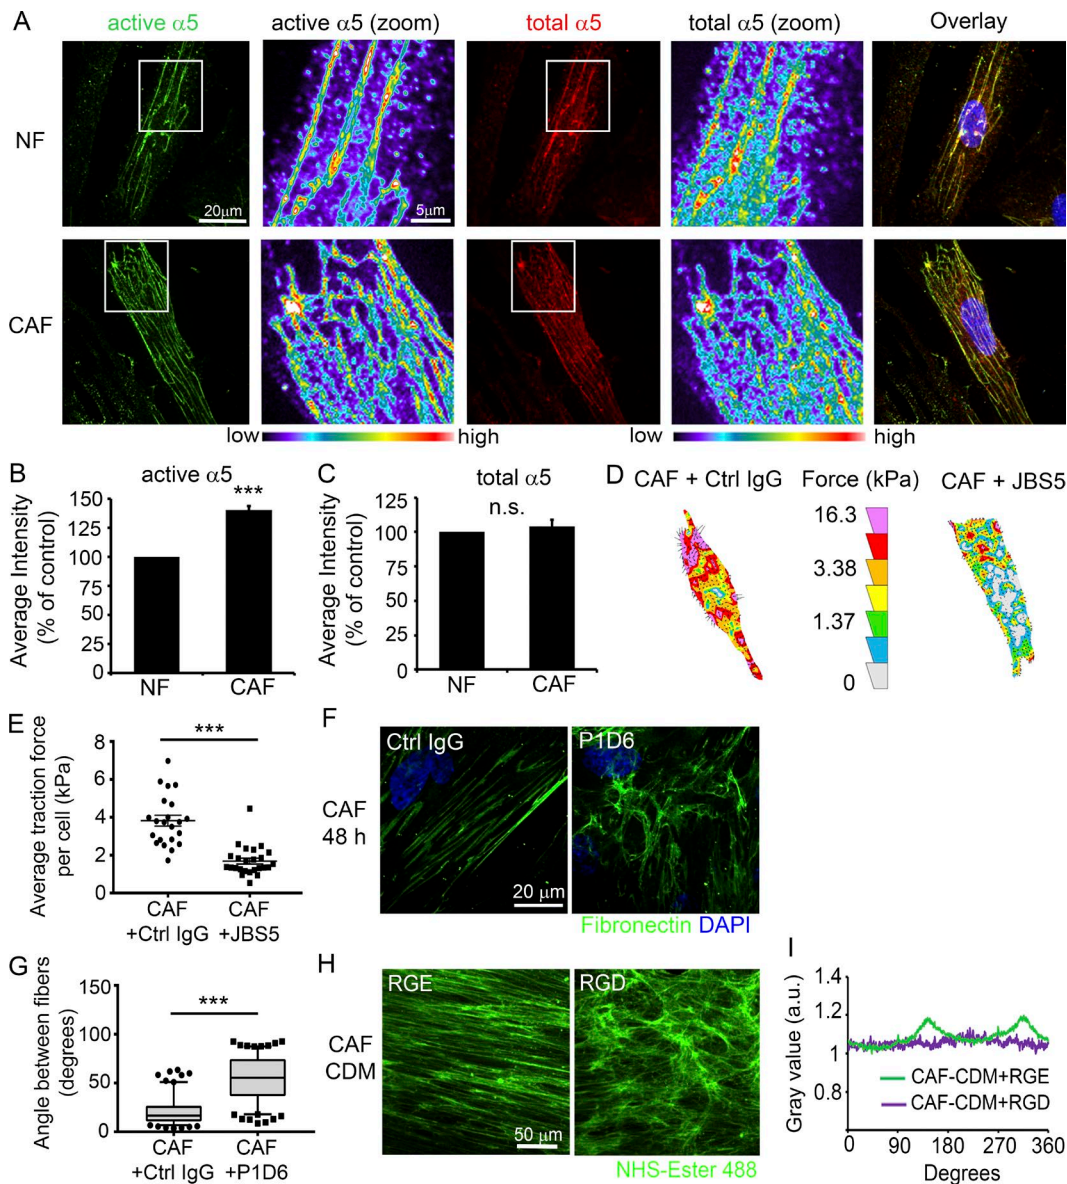 A
active α5
active α5 (zoom)
total α5
total α5 (zoom)
Overlay
NF
20µm
5µm
CAF
low
high
low
high
B
active α5
Average Intensity
(% of control)
150
125
100
75
50
25
0
***
NF
CAF
C
total α5
n.s.
Average Intensity
(% of control)
125
100
75
50
25
0
NF
CAF
D
CAF + Ctrl IgG
Force (kPa)
CAF + JBS5
16.3
3.38
1.37
0
E
***
Average traction force
per cell (kPa)
8
6
4
2
0
CAF
+Ctrl IgG
CAF
+JBS5
F
Ctrl IgG
P1D6
CAF
48 h
20 µm
Fibronectin DAPI
G
***
Angle between fibers
(degrees)
150
100
50
0
CAF
+Ctrl IgG
CAF
+P1D6
H
RGE
RGD
CAF
CDM
50 µm
NHS-Ester 488
I
Gray value (a.u.)
1.4
1.2
1
0.8
CAF-CDM+RGE
CAF-CDM+RGD
0
90
180
270
360
Degrees